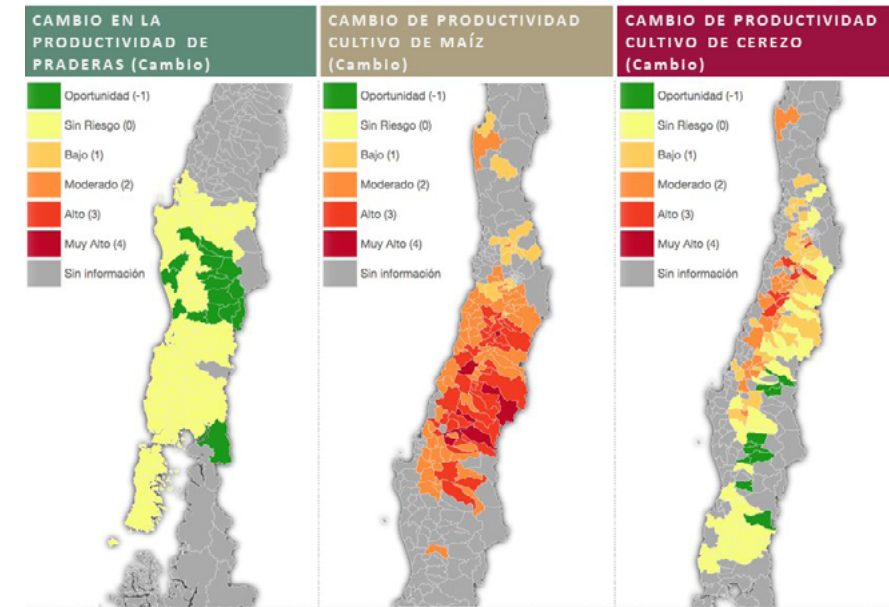 CAMBIO EN LA
PRODUCTIVIDAD DE
PRADERAS (Cambio)
Oportunidad (-1)
Sin Riesgo (0)
Bajo (1)
Moderado (2)
Alto (3)
Muy Alto (4)
Sin información
CAMBIO DE PRODUCTIVIDAD
CULTIVO DE MAÍZ
(Cambio)
Oportunidad (-1)
Sin Riesgo (0)
Bajo (1)
Moderado (2)
Alto (3)
Muy Alto (4)
Sin información
CAMBIO DE PRODUCTIVIDAD
CULTIVO DE CEREZO
(Cambio)
Oportunidad (-1)
Sin Riesgo (0)
Bajo (1)
Moderado (2)
Alto (3)
Muy Alto (4)
Sin información